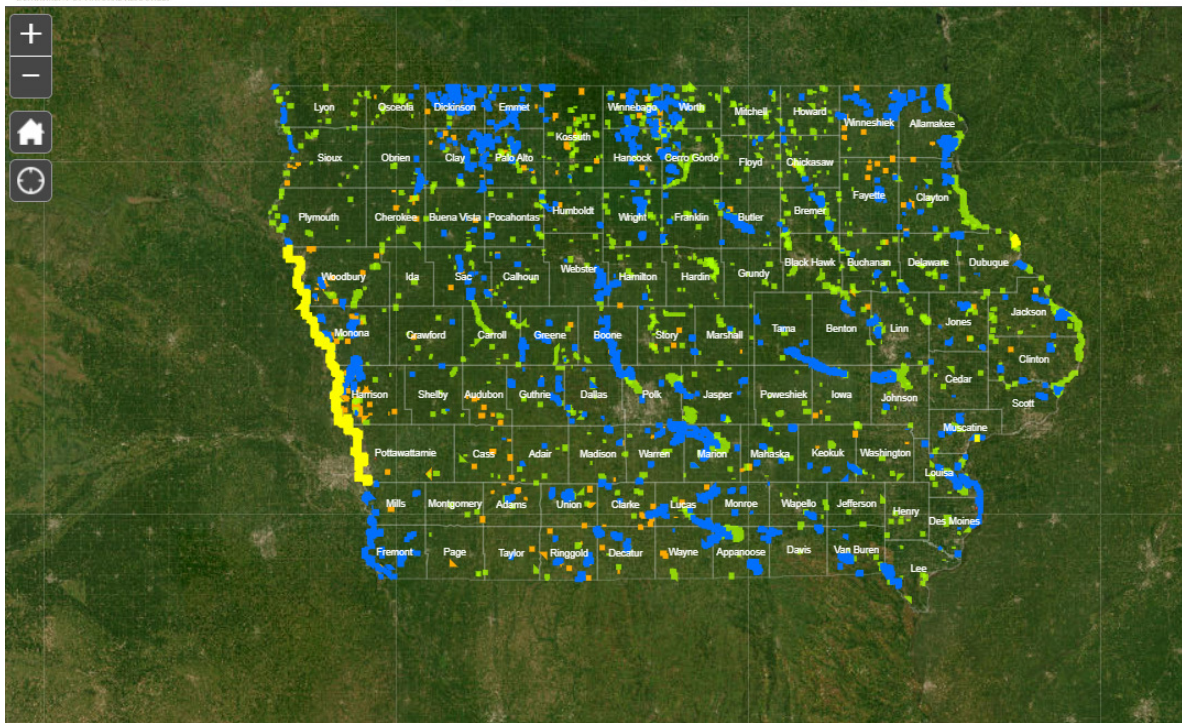 +
−
Lyon Osceola Dickinson Emmet Winnebago Worth Mitchell Howard Winneshiek Allamakee
Kossuth
Sioux Obrien Clay Palo Alto Hancock Cerro Gordo Floyd Chickasaw
Fayette Clayton
Plymouth Cherokee Buena Vista Pocahontas Humboldt Wright Franklin Butler Bremer
Woodbury Ida Sac Calhoun Webster Hamilton Hardin Grundy Black Hawk Buchanan Delaware Dubuque
Monona Crawford Carroll Greene Boone Story Marshall Tama Benton Linn Jones Jackson
Clinton
Harrison Shelby Audubon Guthrie Dallas Polk Jasper Poweshiek Iowa Johnson Cedar Scott
Muscatine
Pottawattamie Cass Adair Madison Warren Marion Mahaska Keokuk Washington
Louisa
Mills Montgomery Adams Union Clarke Lucas Monroe Wapello Jefferson Henry Des Moines
Fremont Page Taylor Ringgold Decatur Wayne Appanoose Davis Van Buren Lee